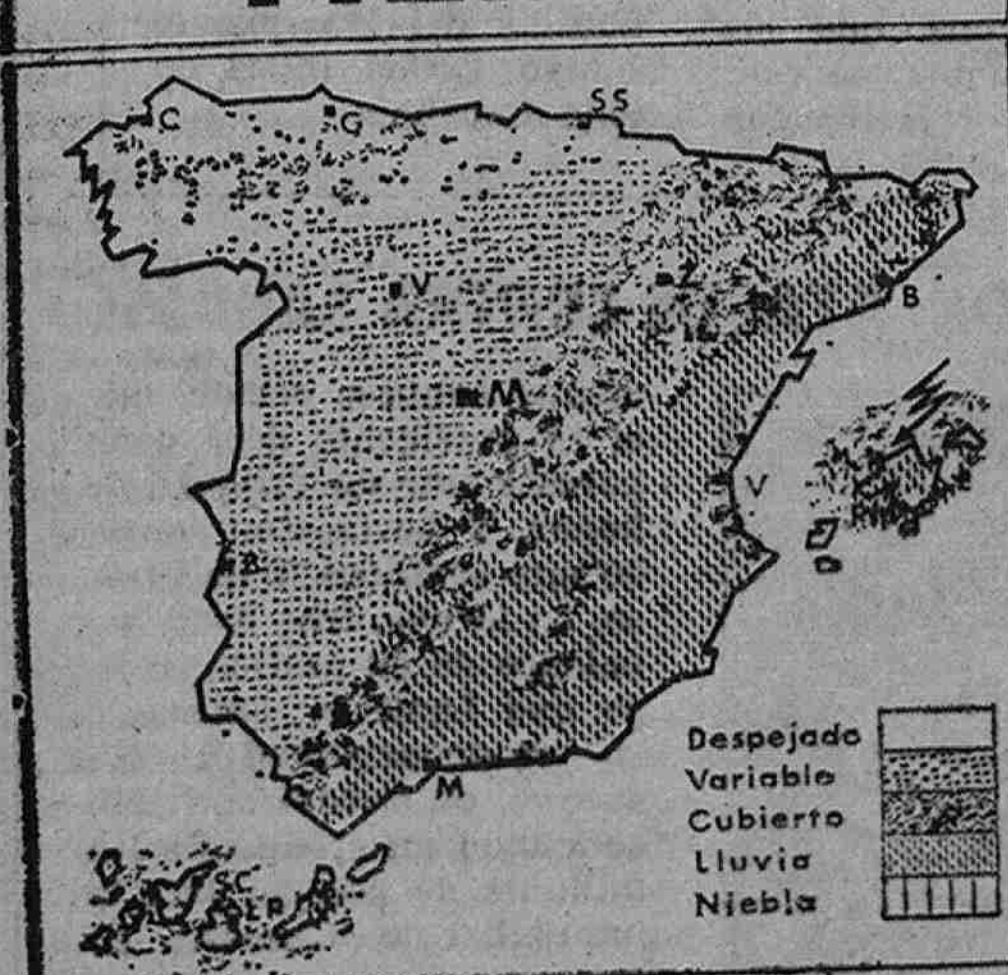 C
G
SS
V
Z
B
M
V
B
M
SC
LP
Despejado
Variable
Cubierto
Lluvia
Niebla